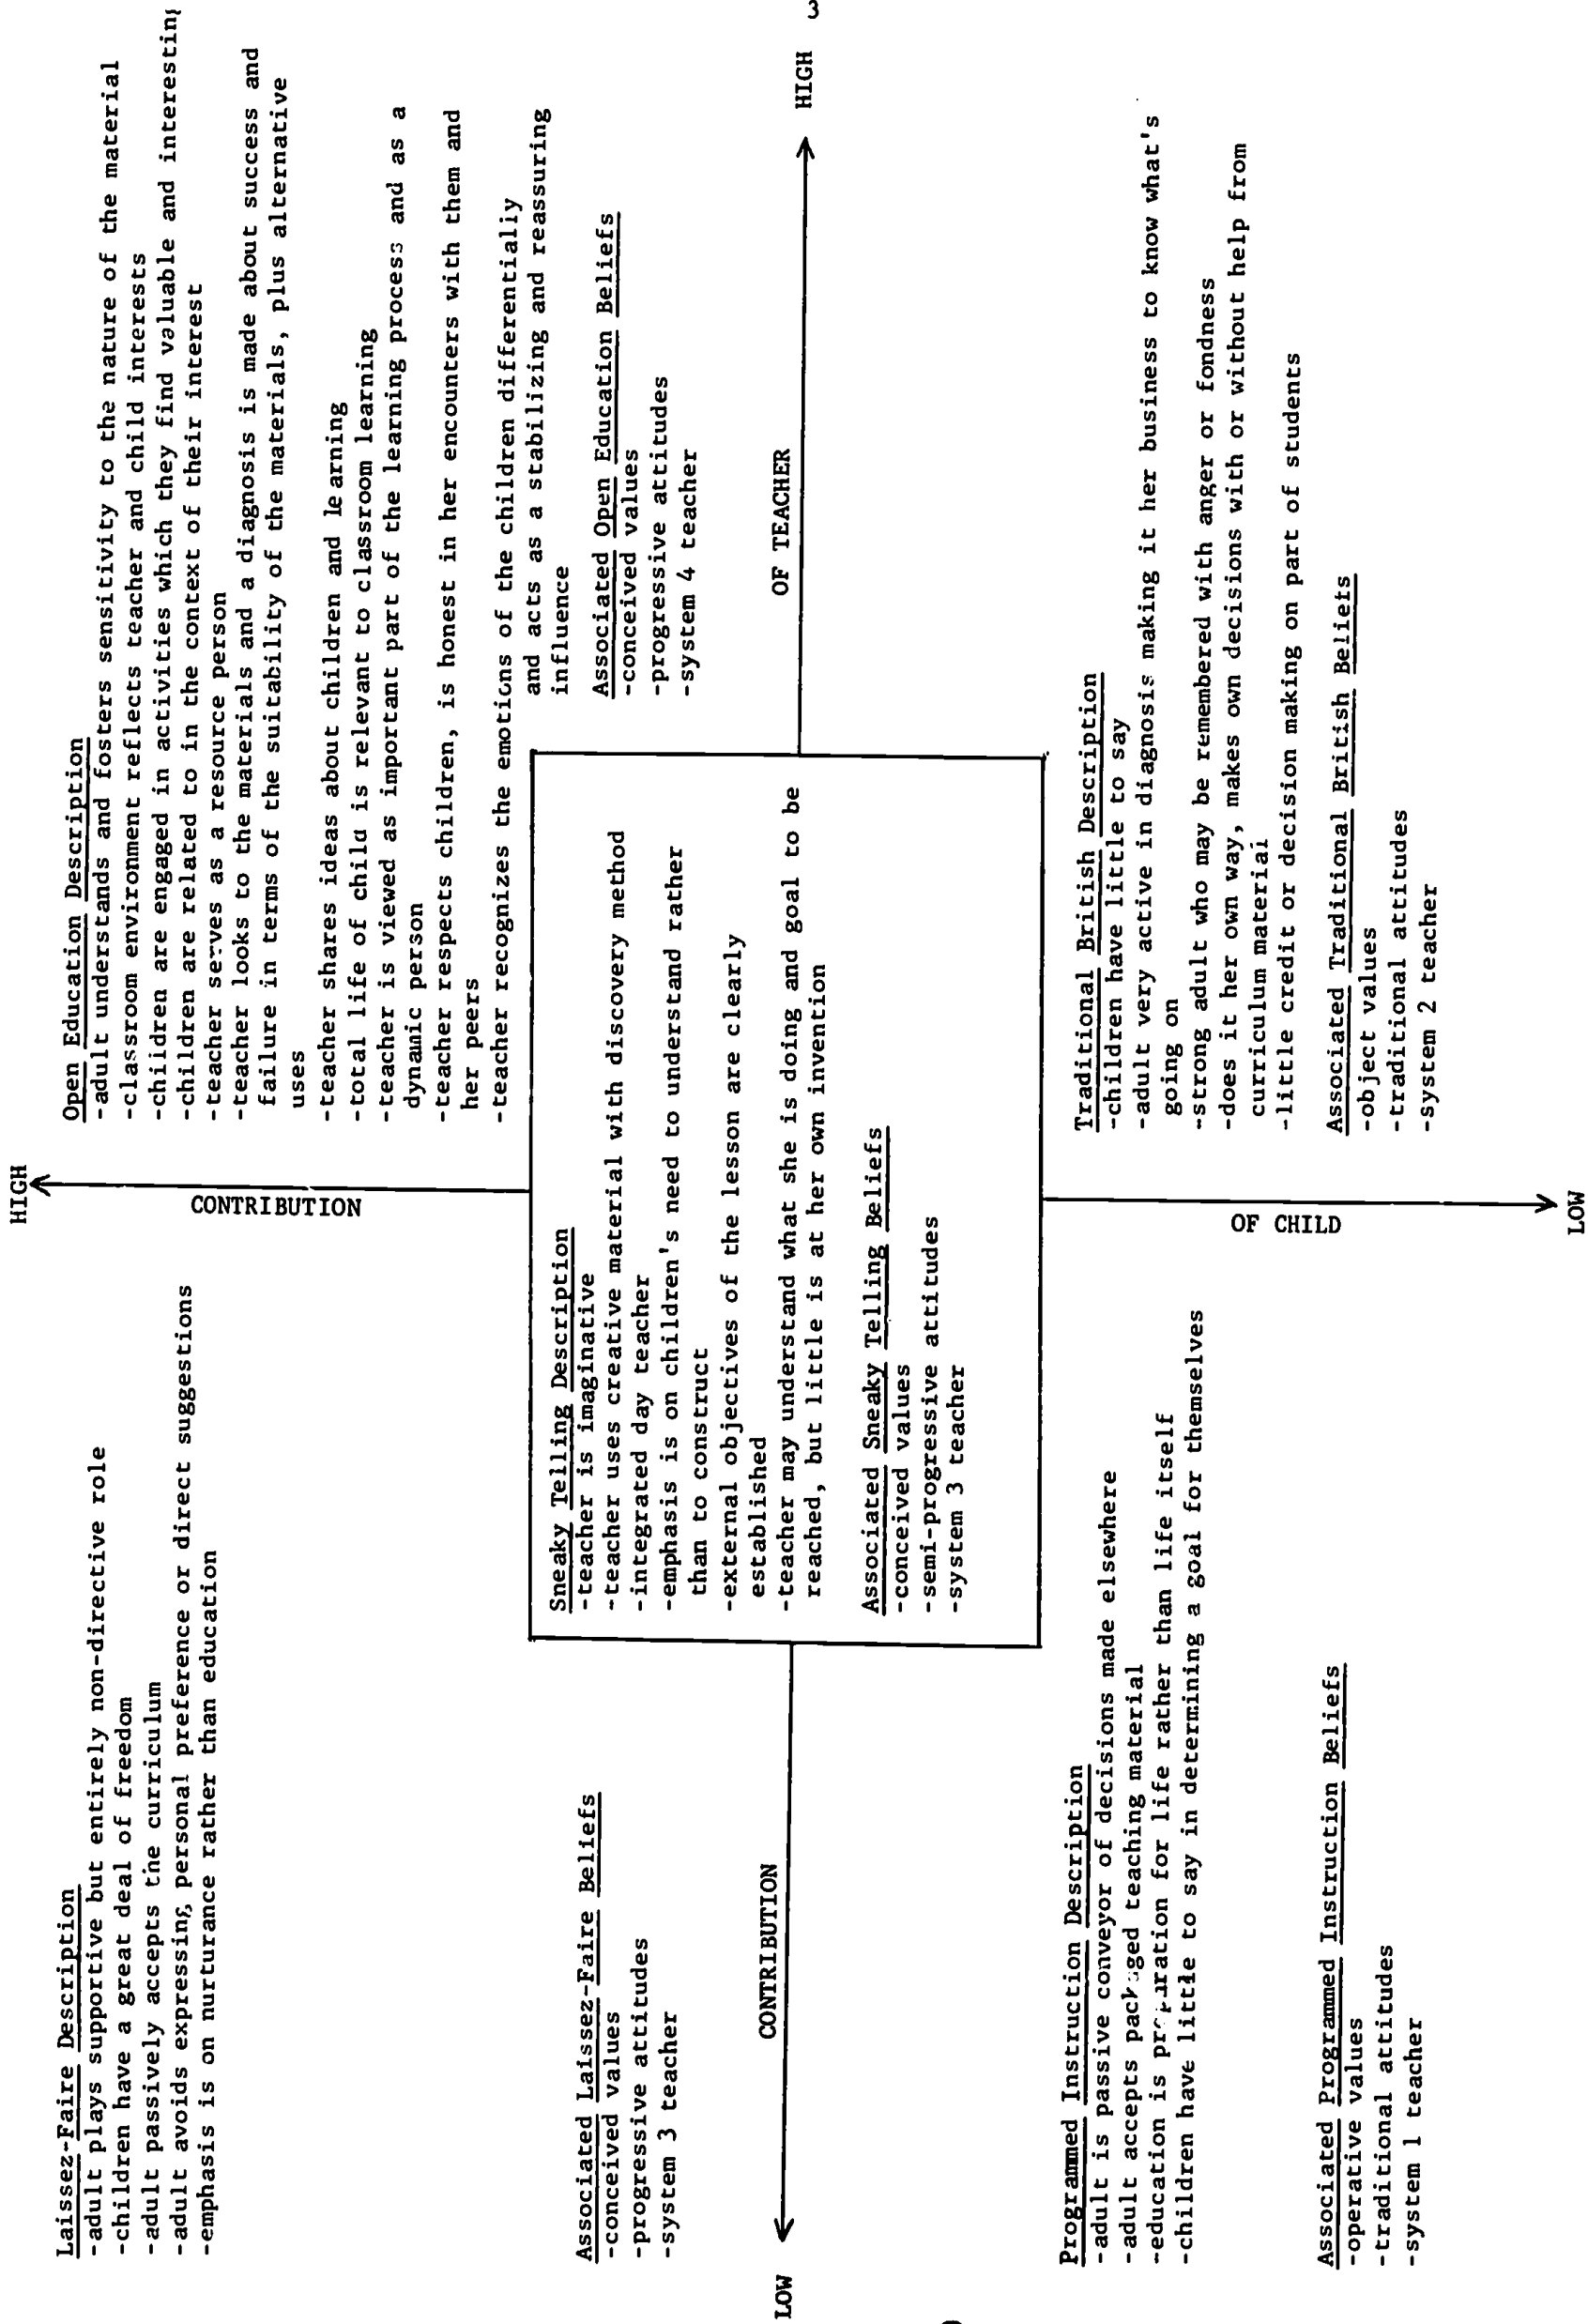 3
HIGH
CONTRIBUTION
Laissez-Faire Description
-adult plays supportive but entirely non-directive role
-children have a great deal of freedom
-adult passively accepts the curriculum
-adult avoids expressing personal preference or direct suggestions
-emphasis is on nurturance rather than education
Associated Laissez-Faire Beliefs
-conceived values
-progressive attitudes
-system 3 teacher
Open Education Description
-adult understands and fosters sensitivity to the nature of the material
-classroom environment reflects teacher and child interests
-children are engaged in activities which they find valuable and interesting
-children are related to in the context of their interest
-teacher serves as a resource person
-teacher looks to the materials and a diagnosis is made about success and
failure in terms of the suitability of the materials, plus alternative
uses
-teacher shares ideas about children and learning
-total life of child is relevant to classroom learning
-teacher is viewed as important part of the learning process and as a
dynamic person
-teacher respects children, is honest in her encounters with them and
her peers
-teacher recognizes the emotions of the children differentially
and acts as a stabilizing and reassuring
influence
Associated Open Education Beliefs
-conceived values
-progressive attitudes
-system 4 teacher
LOW
CONTRIBUTION
Sneaky Telling Description
-teacher is imaginative
-teacher uses creative material with discovery method
-integrated day teacher
-emphasis is on children's need to understand rather
than to construct
-external objectives of the lesson are clearly
established
-teacher may understand what she is doing and goal to be
reached, but little is at her own invention
Associated Sneaky Telling Beliefs
-conceived values
-semi-progressive attitudes
-system 3 teacher
OF TEACHER
HIGH
Programmed Instruction Description
-adult is passive conveyor of decisions made elsewhere
-adult accepts packaged teaching material
-education is preparation for life rather than life itself
-children have little to say in determining a goal for themselves
Associated Programmed Instruction Beliefs
-operative values
-traditional attitudes
-system 1 teacher
Traditional British Description
-children have little to say
-adult very active in diagnosis making it her business to know what's
going on
-strong adult who may be remembered with anger or fondness
-does it her own way, makes own decisions with or without help from
curriculum material
-little credit or decision making on part of students
Associated Traditional British Beliefs
-object values
-traditional attitudes
-system 2 teacher
OF CHILD
LOW